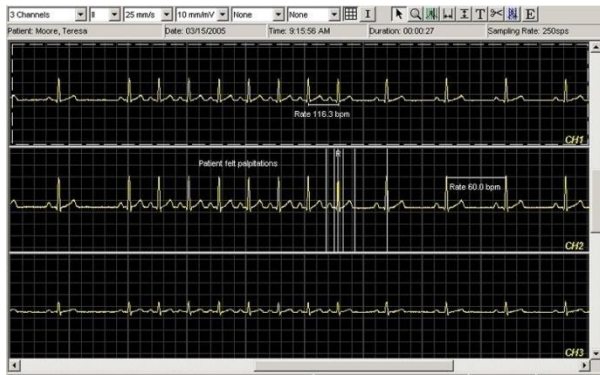 3 Channels II 25 mm/s 10 mm/mV None None I T E
Patient: Moore, Teresa Date: 03/15/2005 Time: 9:15:56 AM Duration: 00:00:27 Sampling Rate: 250sps
Rate 116.3 bpm
CH1
R
Patient felt palpitations
Rate 60.0 bpm
CH2
CH3